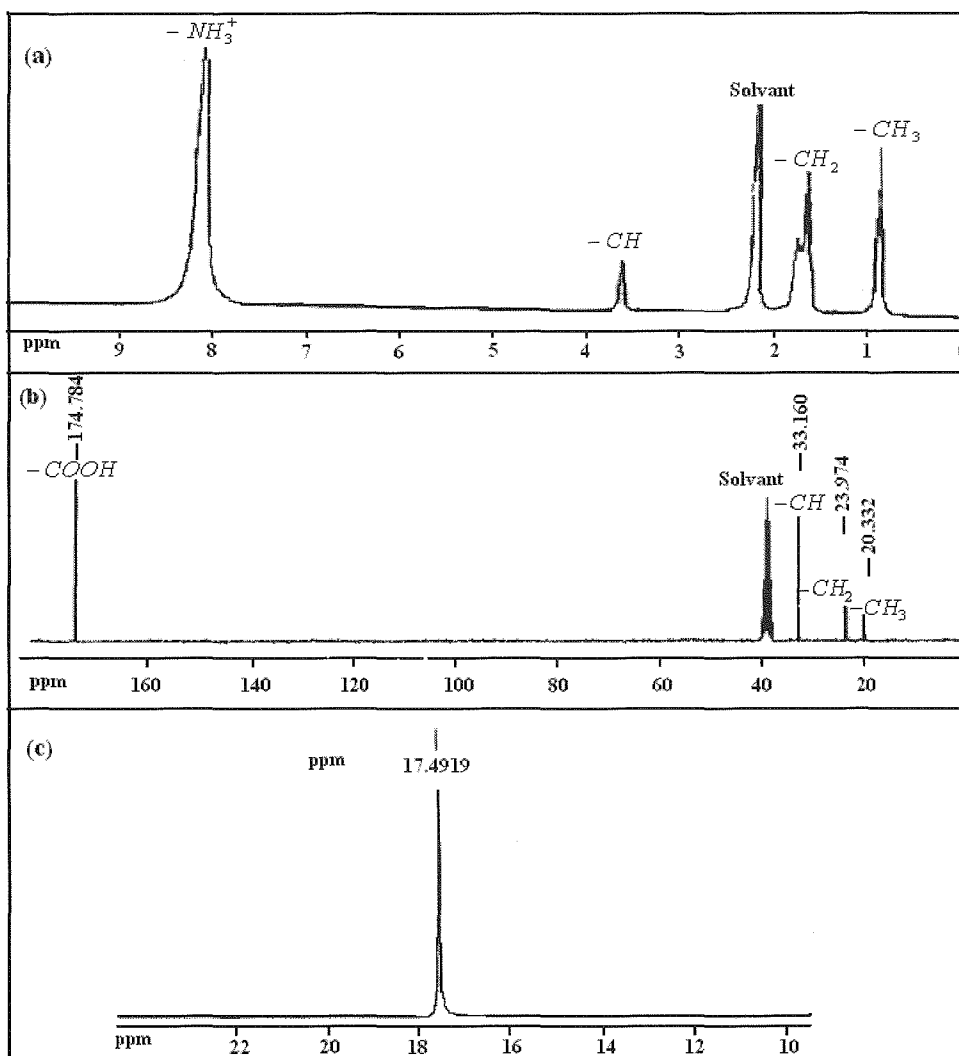 (a)
– NH₃⁺
Solvant
– CH₃
– CH₂
– CH
ppm 9 8 7 6 5 4 3 2 1
(b)
—174.784
– COOH
Solvant
—33.160
– CH
— 23.974
– CH₂
— 20.332
– CH₃
ppm 160 140 120 100 80 60 40 20
(c)
ppm 17.4919
ppm 22 20 18 16 14 12 10